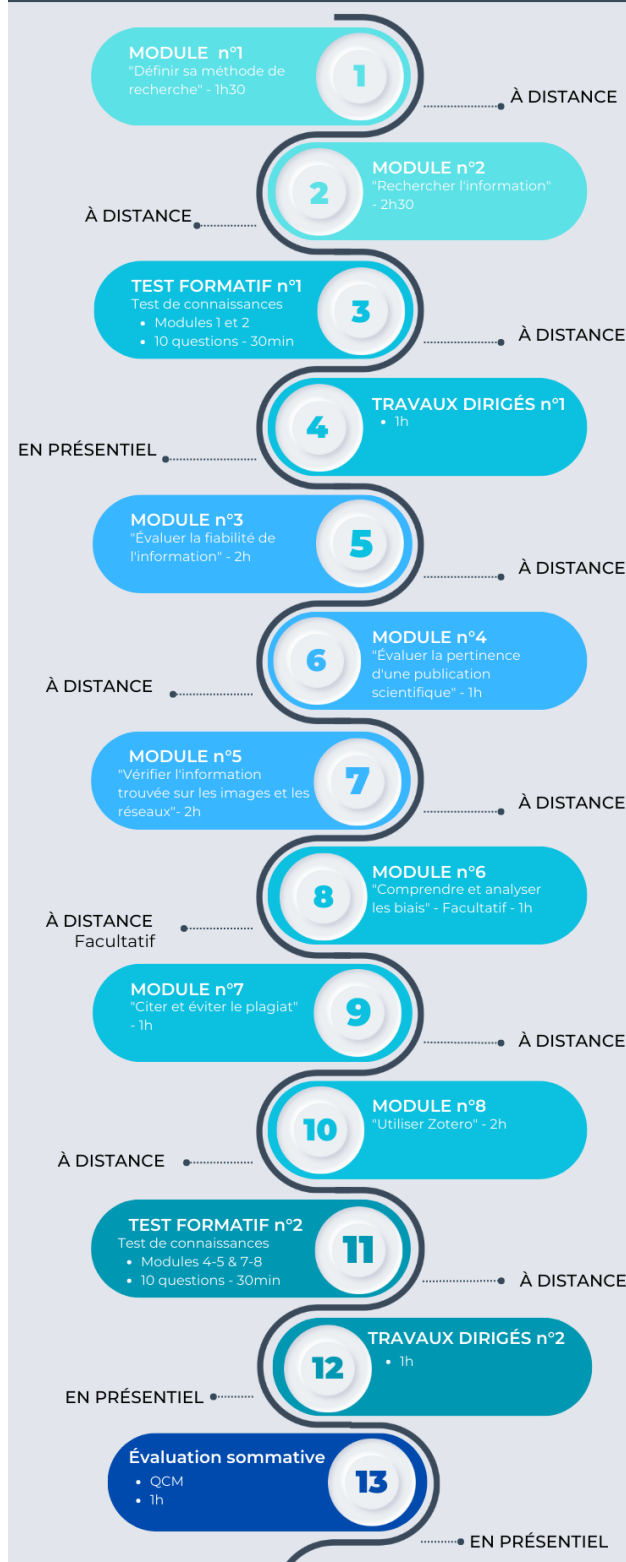 MODULE n°1
"Définir sa méthode de
recherche" - 1h30
1
À DISTANCE
MODULE n°2
"Rechercher l'information"
- 2h30
2
À DISTANCE
TEST FORMATIF n°1
Test de connaissances
• Modules 1 et 2
• 10 questions - 30min
3
À DISTANCE
TRAVAUX DIRIGÉS n°1
• 1h
4
EN PRÉSENTIEL
MODULE n°3
"Évaluer la fiabilité de
l'information" - 2h
5
À DISTANCE
MODULE n°4
"Évaluer la pertinence
d'une publication
scientifique" - 1h
6
À DISTANCE
MODULE n°5
"Vérifier l'information
trouvée sur les images et les
réseaux"- 2h
7
À DISTANCE
MODULE n°6
"Comprendre et analyser
les biais" - Facultatif - 1h
8
À DISTANCE
Facultatif
MODULE n°7
"Citer et éviter le plagiat"
- 1h
9
À DISTANCE
MODULE n°8
"Utiliser Zotero" - 2h
10
À DISTANCE
TEST FORMATIF n°2
Test de connaissances
• Modules 4-5 & 7-8
• 10 questions - 30min
11
À DISTANCE
TRAVAUX DIRIGÉS n°2
• 1h
12
EN PRÉSENTIEL
Évaluation sommative
• QCM
• 1h
13
EN PRÉSENTIEL